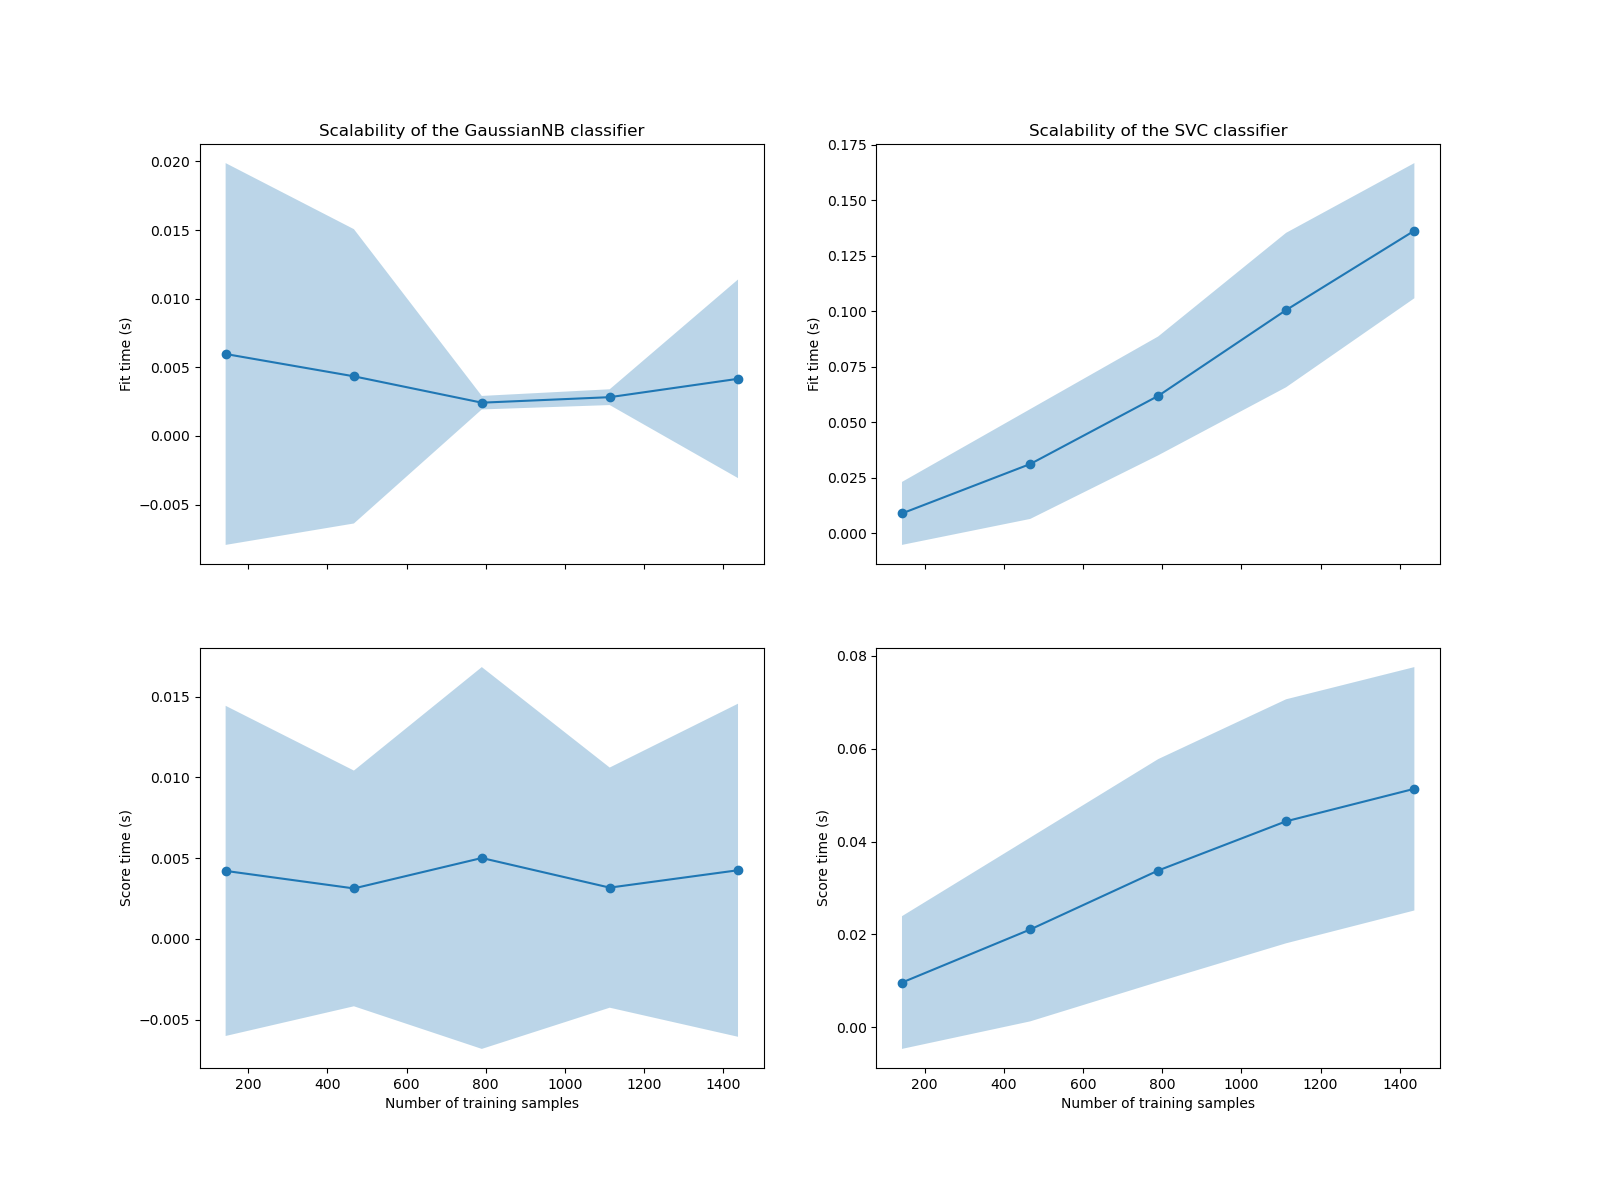 Scalability of the GaussianNB classifier
0.020
0.015
0.010
0.005
0.000
−0.005
Fit time (s)
Scalability of the SVC classifier
0.175
0.150
0.125
0.100
0.075
0.050
0.025
0.000
Fit time (s)
0.015
0.010
0.005
0.000
−0.005
Score time (s)
200 400 600 800 1000 1200 1400
Number of training samples
0.08
0.06
0.04
0.02
0.00
Score time (s)
200 400 600 800 1000 1200 1400
Number of training samples